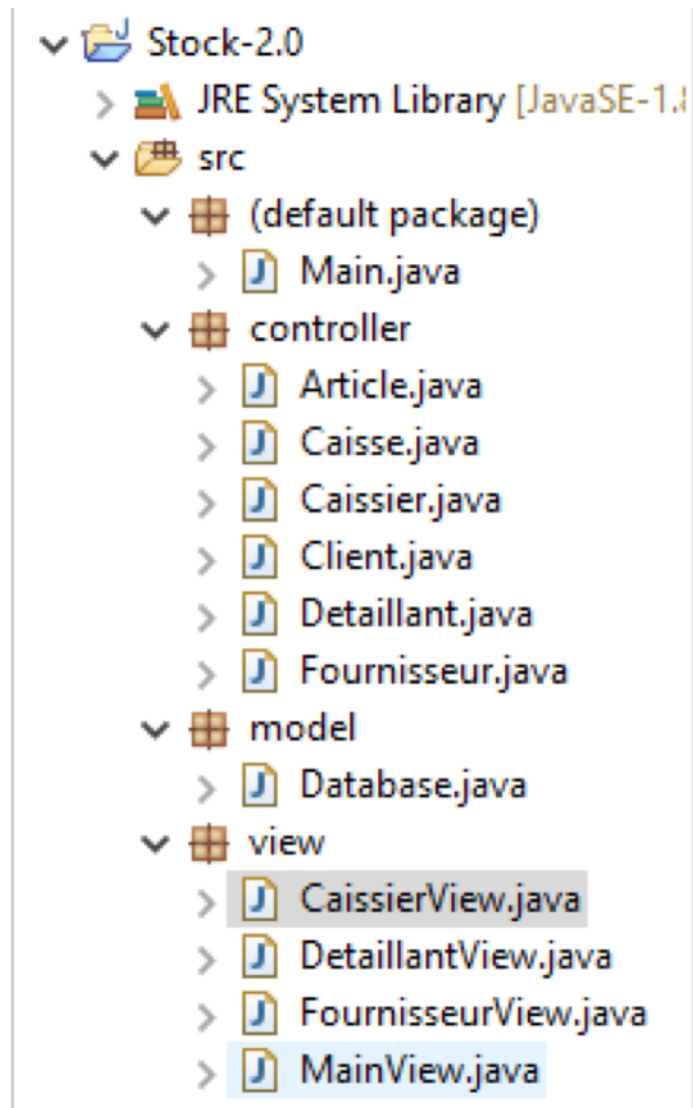 Stock-2.0
JRE System Library [JavaSE-1.8
src
(default package)
Main.java
controller
Article.java
Caisse.java
Caissier.java
Client.java
Detaillant.java
Fournisseur.java
model
Database.java
view
CaissierView.java
DetaillantView.java
FournisseurView.java
MainView.java